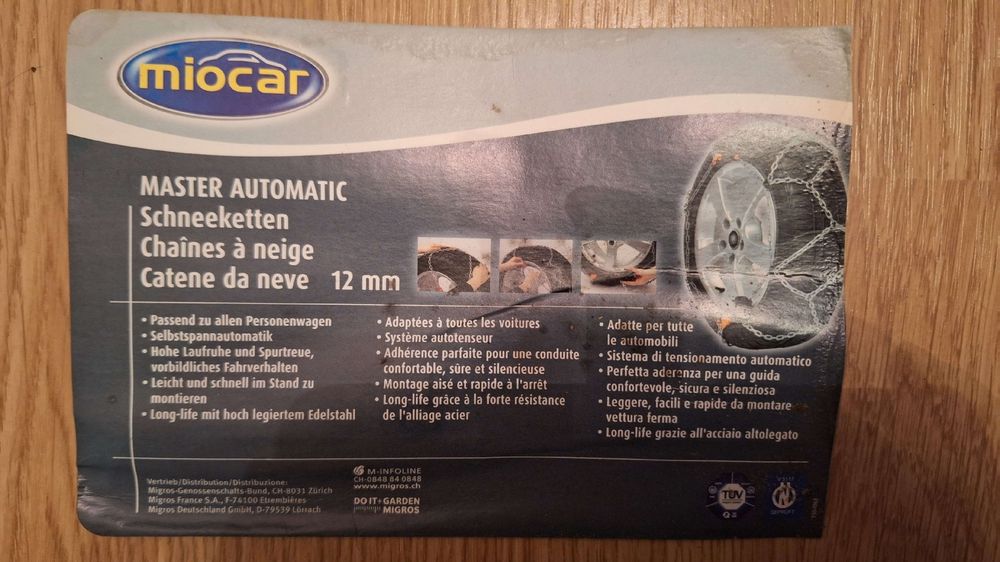 miocar
MASTER AUTOMATIC
Schneeketten
Chaînes à neige
Catene da neve 12 mm
• Passend zu allen Personenwagen
• Selbstspannautomatik
• Hohe Laufruhe und Spurtreue,
vorbildliches Fahrverhalten
• Leicht und schnell im Stand zu
montieren
• Long-life mit hoch legiertem Edelstahl
• Adaptées à toutes les voitures
• Système autotenseur
• Adhérence parfaite pour une conduite
confortable, sûre et silencieuse
• Montage aisé et rapide à l'arrêt
• Long-life grâce à la forte résistance
de l'alliage acier
• Adatte per tutte
le automobili
• Sistema di tensionamento automatico
• Perfetta aderenza per una guida
confortevole, sicura e silenziosa
• Leggere, facili e rapide da montare
vettura ferma
• Long-life grazie all'acciaio altolegato
Vertrieb/Distribution/Distribuzione:
Migros-Genossenschafts-Bund, CH-8031 Zürich
Migros France S.A., F-74100 Etrembières
Migros Deutschland GmbH, D-79539 Lörrach
M-INFOLINE
CH-0848 84 0848
www.migros.ch
DO IT + GARDEN
MIGROS
TÜV
V5117
GEPRÜFT